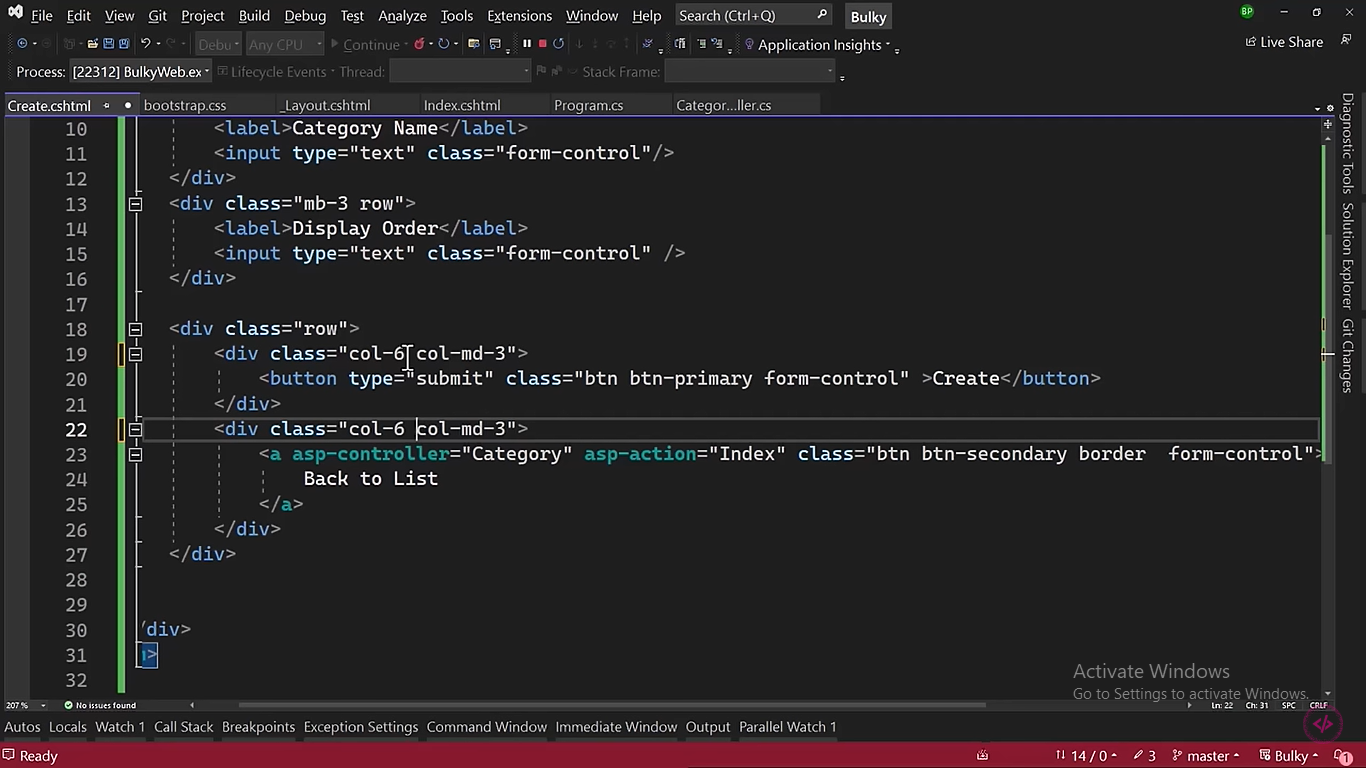 File Edit View Git Project Build Debug Test Analyze Tools Extensions Window Help Search (Ctrl+Q) Bulky BP
Debu Any CPU Continue Application Insights Live Share
Process: [22312] BulkyWeb.ex Lifecycle Events Thread: Stack Frame:
Create.cshtml bootstrap.css _Layout.cshtml Index.cshtml Program.cs Categor...ller.cs
10 <label>Category Name</label>
11 <input type="text" class="form-control"/>
12 </div>
13 <div class="mb-3 row">
14 <label>Display Order</label>
15 <input type="text" class="form-control" />
16 </div>
17
18 <div class="row">
19 <div class="col-6 col-md-3">
20 <button type="submit" class="btn btn-primary form-control" >Create</button>
21 </div>
22 <div class="col-6 col-md-3">
23 <a asp-controller="Category" asp-action="Index" class="btn btn-secondary border  form-control">
24 Back to List
25 </a>
26 </div>
27 </div>
28
29
30 /div>
31 >
32
Diagnostic Tools
Solution Explorer
Git Changes
Activate Windows
Go to Settings to activate Windows.
207 % No issues found Ln: 22 Ch: 31 SPC CRLF
Autos Locals Watch 1 Call Stack Breakpoints Exception Settings Command Window Immediate Window Output Parallel Watch 1
Ready 14 / 0 3 master Bulky 1